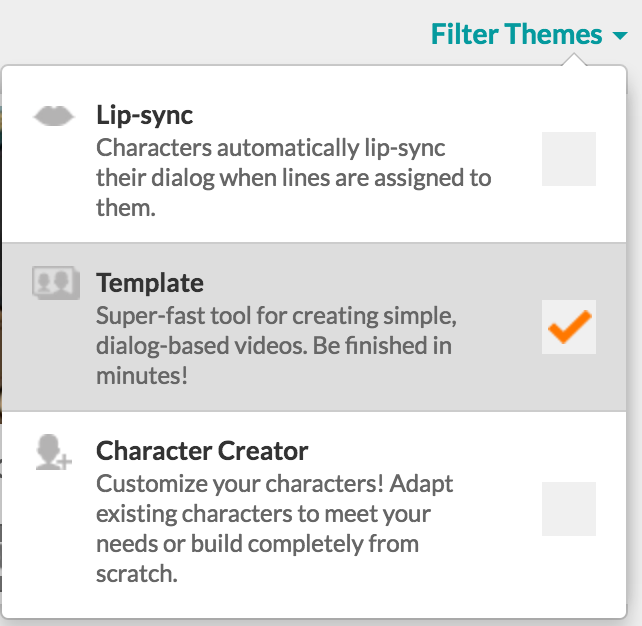 Filter Themes
Lip-sync
Characters automatically lip-sync
their dialog when lines are assigned to
them.
Template
Super-fast tool for creating simple,
dialog-based videos. Be finished in
minutes!
Character Creator
Customize your characters! Adapt
existing characters to meet your
needs or build completely from
scratch.